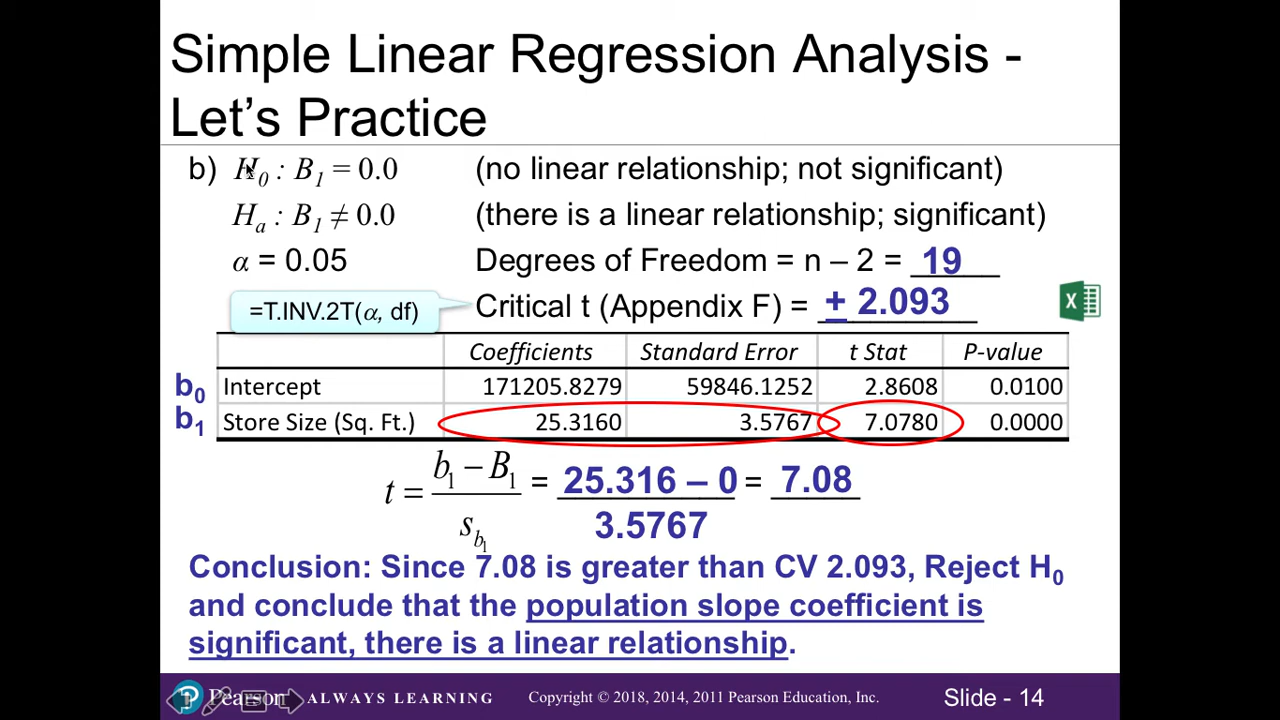 Simple Linear Regression Analysis -
Let's Practice
b) H0 : B1 = 0.0 (no linear relationship; not significant)
Ha : B1 ≠ 0.0 (there is a linear relationship; significant)
α = 0.05 Degrees of Freedom = n – 2 = 19
=T.INV.2T(α, df) Critical t (Appendix F) = ± 2.093
Coefficients Standard Error t Stat P-value
b0 Intercept 171205.8279 59846.1252 2.8608 0.0100
b1 Store Size (Sq. Ft.) 25.3160 3.5767 7.0780 0.0000
t = b1 – B1 / sb1 = 25.316 – 0 / 3.5767 = 7.08
Conclusion: Since 7.08 is greater than CV 2.093, Reject H0
and conclude that the population slope coefficient is
significant, there is a linear relationship.
Pearson ALWAYS LEARNING Copyright © 2018, 2014, 2011 Pearson Education, Inc. Slide - 14